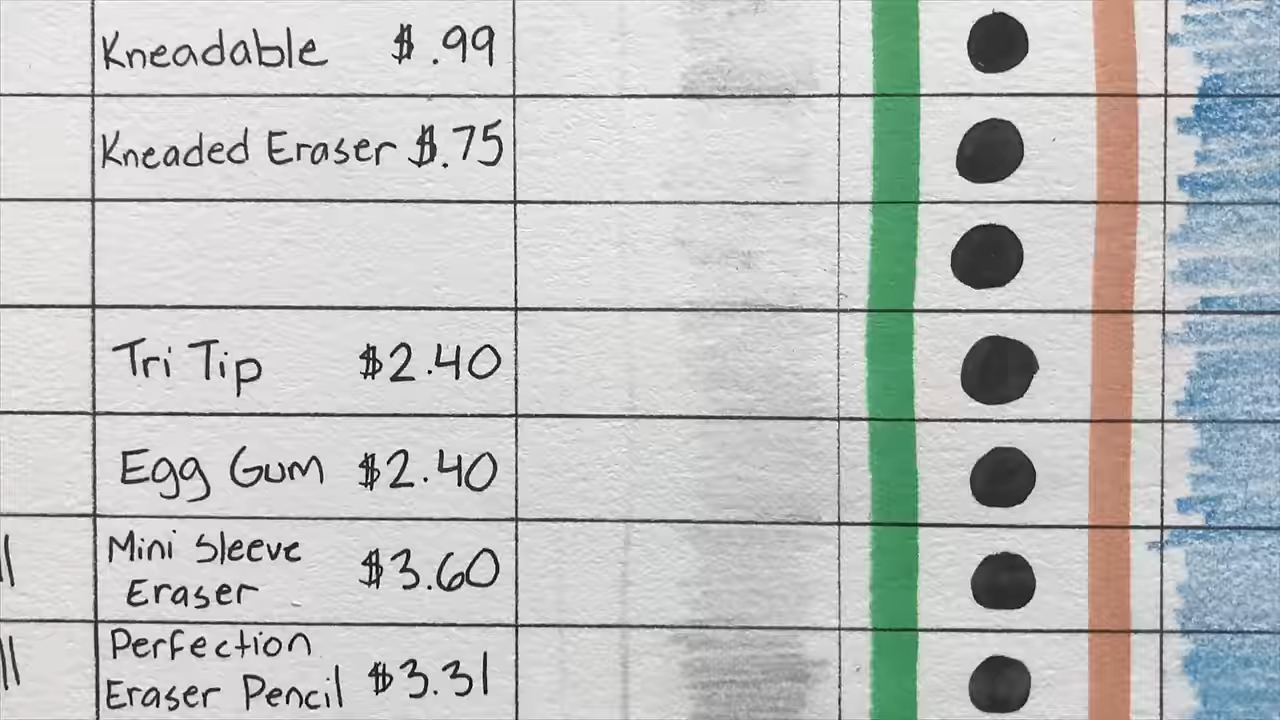 Kneadable $.99
Kneaded Eraser $.75
Tri Tip $2.40
Egg Gum $2.40
Mini Sleeve
Eraser $3.60
Perfection
Eraser Pencil $3.31